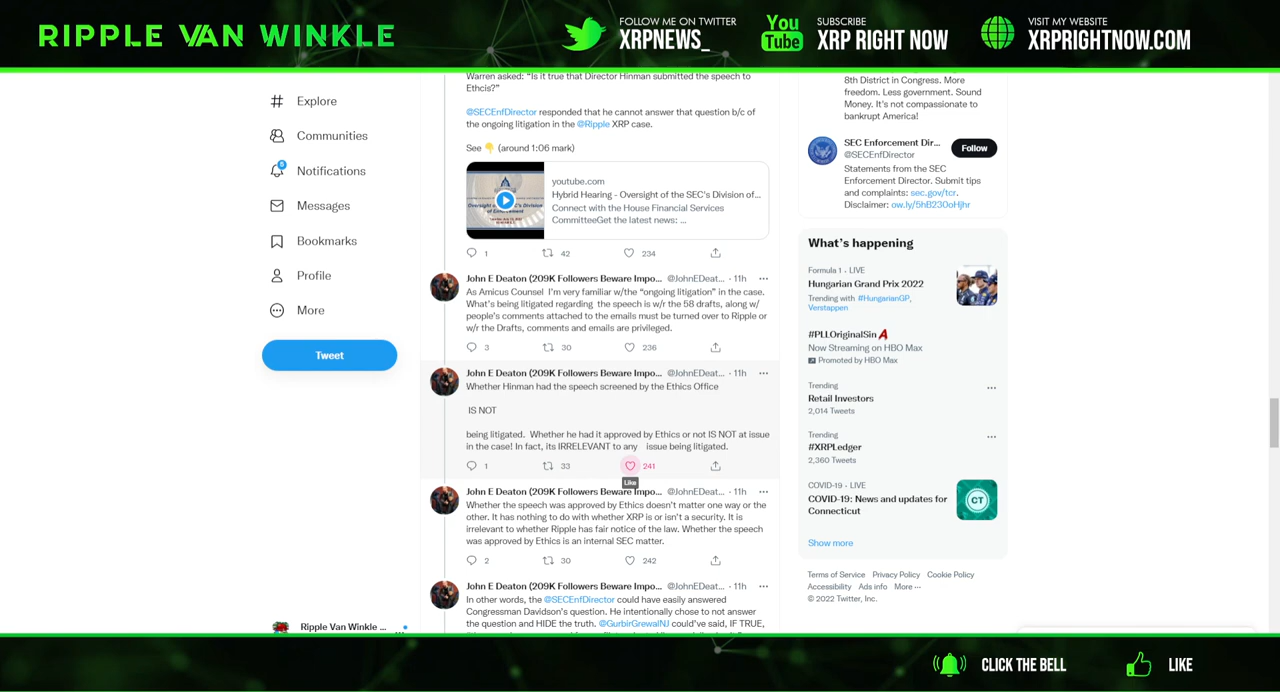 RIPPLE VAN WINKLE
FOLLOW ME ON TWITTER
XRPNEWS_
You
Tube
SUBSCRIBE
XRP RIGHT NOW
VISIT MY WEBSITE
XRPRIGHTNOW.COM
Explore
Communities
5
Notifications
Messages
Bookmarks
Profile
More
Tweet
Ripple Van Winkle ...
Warren asked: “Is it true that Director Hinman submitted the speech to
Ethcis?”
@SECEnfDirector responded that he cannot answer that question b/c of
the ongoing litigation in the @Ripple XRP case.
See 👇 (around 1:06 mark)
youtube.com
Hybrid Hearing - Oversight of the SEC's Division of...
Connect with the House Financial Services
CommitteeGet the latest news: ...
1 42 234
John E Deaton (209K Followers Beware Impo... @JohnEDeat... · 11h ···
As Amicus Counsel I’m very familiar w/the “ongoing litigation” in the case.
What’s being litigated regarding the speech is w/r the 58 drafts, along w/
people’s comments attached to the emails must be turned over to Ripple or
w/r the Drafts, comments and emails are privileged.
3 30 236
John E Deaton (209K Followers Beware Impo... @JohnEDeat... · 11h ···
Whether Hinman had the speech screened by the Ethics Office
IS NOT
being litigated. Whether he had it approved by Ethics or not IS NOT at issue
in the case! In fact, its IRRELEVANT to any issue being litigated.
1 33 241
Like
John E Deaton (209K Followers Beware Impo... @JohnEDeat... · 11h ···
Whether the speech was approved by Ethics doesn’t matter one way or the
other. It has nothing to do with whether XRP is or isn’t a security. It is
irrelevant to whether Ripple has fair notice of the law. Whether the speech
was approved by Ethics is an internal SEC matter.
2 30 242
John E Deaton (209K Followers Beware Impo... @JohnEDeat... · 11h ···
In other words, the @SECEnfDirector could have easily answered
Congressman Davidson’s question. He intentionally chose to not answer
the question and HIDE the truth. @GurbirGrewalNJ could’ve said, IF TRUE,
8th District in Congress. More
freedom. Less government. Sound
Money. It's not compassionate to
bankrupt America!
SEC Enforcement Dir...
@SECEnfDirector
Follow
Statements from the SEC
Enforcement Director. Submit tips
and complaints: sec.gov/tcr.
Disclaimer: ow.ly/5hB230oHjhr
What’s happening
Formula 1 · LIVE
Hungarian Grand Prix 2022
Trending with #HungarianGP,
Verstappen
#PLLOriginalSin
Now Streaming on HBO Max
Promoted by HBO Max
Trending
Retail Investors
2,014 Tweets
Trending
#XRPLedger
2,360 Tweets
COVID-19 · LIVE
COVID-19: News and updates for
Connecticut
CT
Show more
Terms of Service Privacy Policy Cookie Policy
Accessibility Ads info More ···
© 2022 Twitter, Inc.
CLICK THE BELL
LIKE